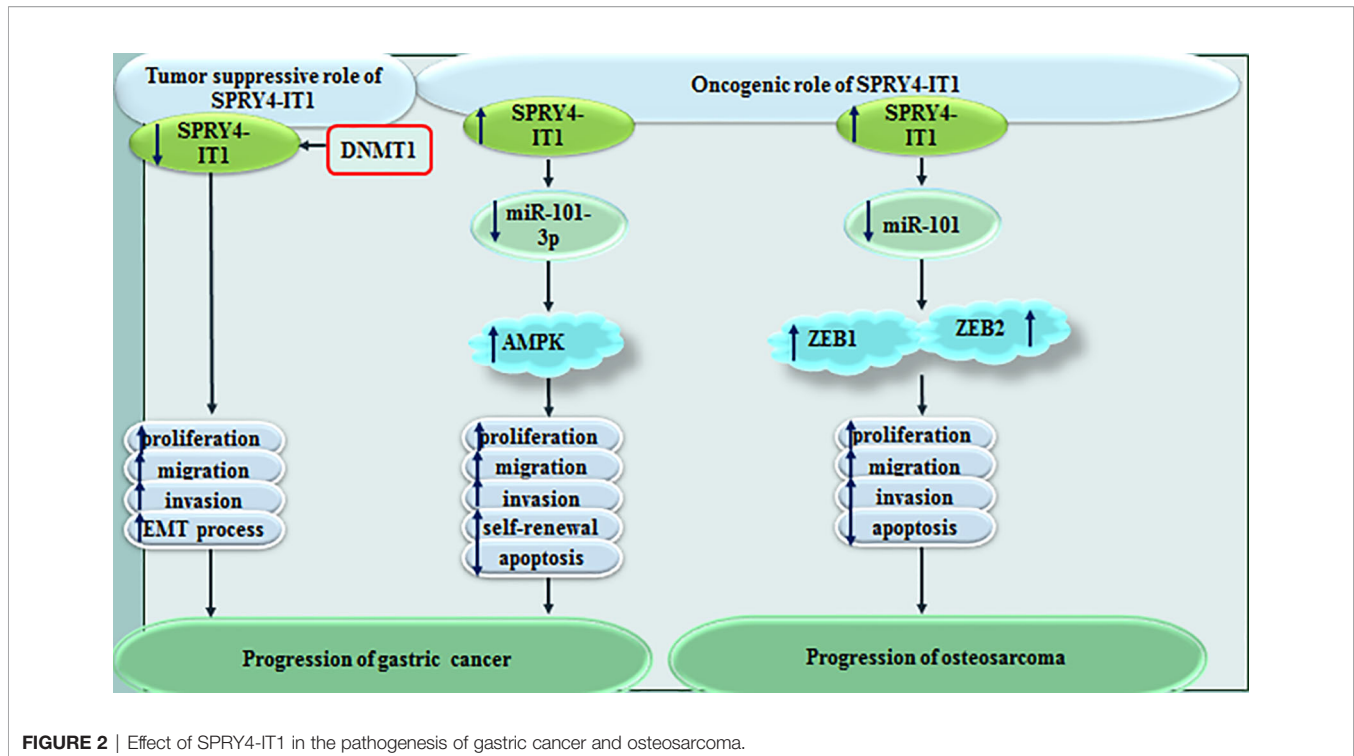 Tumor suppressive role of
SPRY4-IT1
Oncogenic role of SPRY4-IT1
SPRY4-
IT1
DNMT1
SPRY4-
IT1
SPRY4-
IT1
miR-101-
3p
miR-101
AMPK
ZEB1
ZEB2
proliferation
migration
invasion
EMT process
proliferation
migration
invasion
self-renewal
apoptosis
proliferation
migration
invasion
apoptosis
Progression of gastric cancer
Progression of osteosarcoma
FIGURE 2 | Effect of SPRY4-IT1 in the pathogenesis of gastric cancer and osteosarcoma.